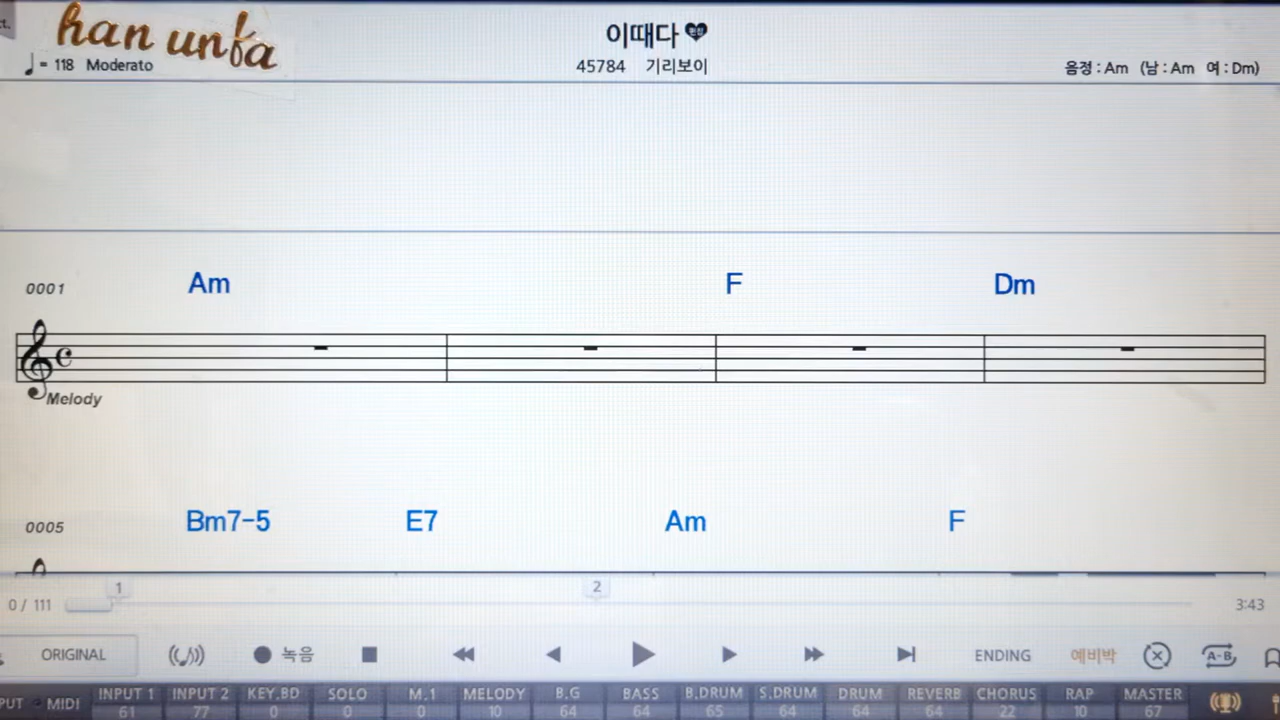 han unfa
♩= 118 Moderato
이때다
45784 기리보이
음정 : Am (남 : Am 여 : Dm)
0001 Am F Dm
Melody
0005 Bm7-5 E7 Am F
1 2
0 / 111 3:43
ORIGINAL 녹음 ENDING 예비박 A-B
MIDI INPUT 1 INPUT 2 KEY.BD SOLO M.1 MELODY B.G BASS B.DRUM S.DRUM DRUM REVERB CHORUS RAP MASTER
61 77 0 0 0 10 64 64 65 64 64 64 22 10 67